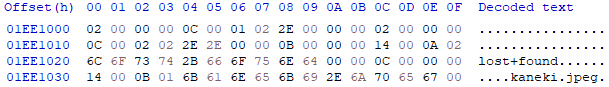 Offset(h) 00 01 02 03 04 05 06 07 08 09 0A 0B 0C 0D 0E 0F Decoded text
01EE1000 02 00 00 00 0C 00 01 02 2E 00 00 00 02 00 00 00 ................
01EE1010 0C 00 02 02 2E 2E 00 00 0B 00 00 00 14 00 0A 02 ................
01EE1020 6C 6F 73 74 2B 66 6F 75 6E 64 00 00 0C 00 00 00 lost+found......
01EE1030 14 00 0B 01 6B 61 6E 65 6B 69 2E 6A 70 65 67 00 ....kaneki.jpeg.